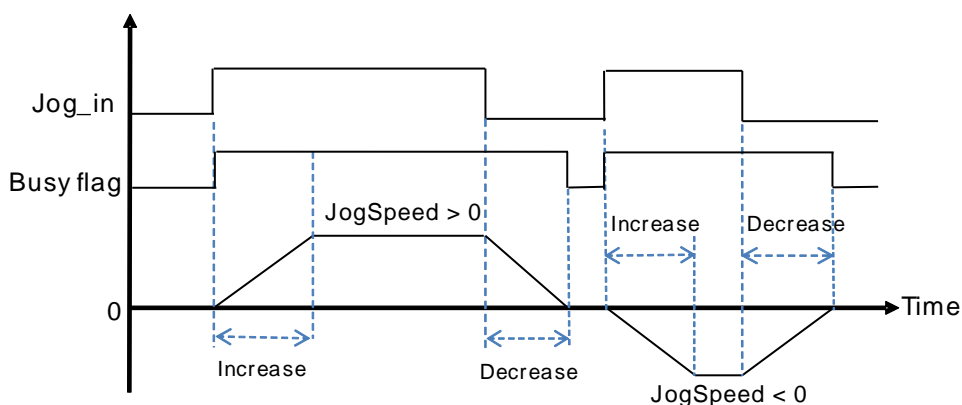 Jog_in
Busy flag
JogSpeed > 0
Increase
Decrease
0
Time
Increase
Decrease
JogSpeed < 0